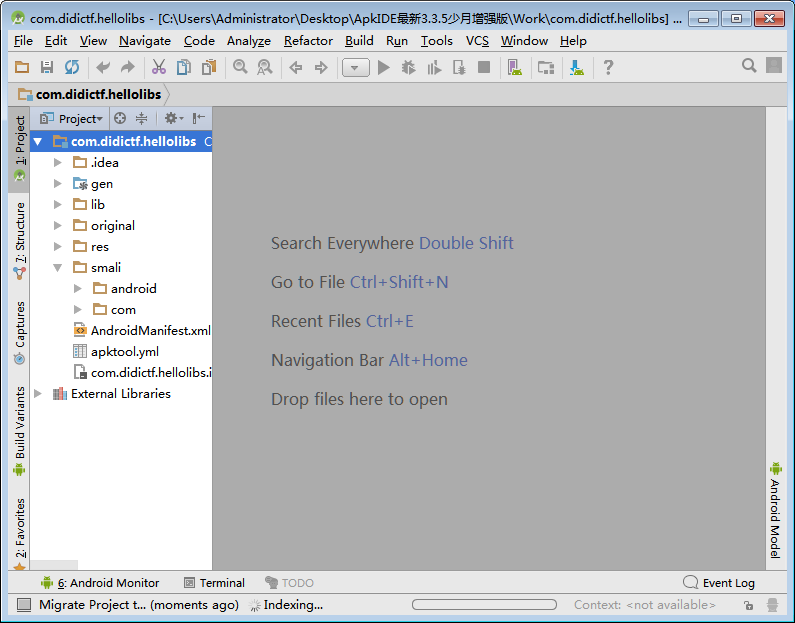 com.didictf.hellolibs - [C:\Users\Administrator\Desktop\ApkIDE最新3.3.5少月增强版\Work\com.didictf.hellolibs] ...
File Edit View Navigate Code Analyze Refactor Build Run Tools VCS Window Help
com.didictf.hellolibs
Project
com.didictf.hellolibs C
.idea
gen
lib
original
res
smali
android
com
AndroidManifest.xml
apktool.yml
com.didictf.hellolibs.i
External Libraries
1: Project
7: Structure
Captures
Build Variants
2: Favorites
Search Everywhere Double Shift
Go to File Ctrl+Shift+N
Recent Files Ctrl+E
Navigation Bar Alt+Home
Drop files here to open
Android Model
6: Android Monitor Terminal TODO Event Log
Migrate Project t... (moments ago) Indexing... Context: <not available>